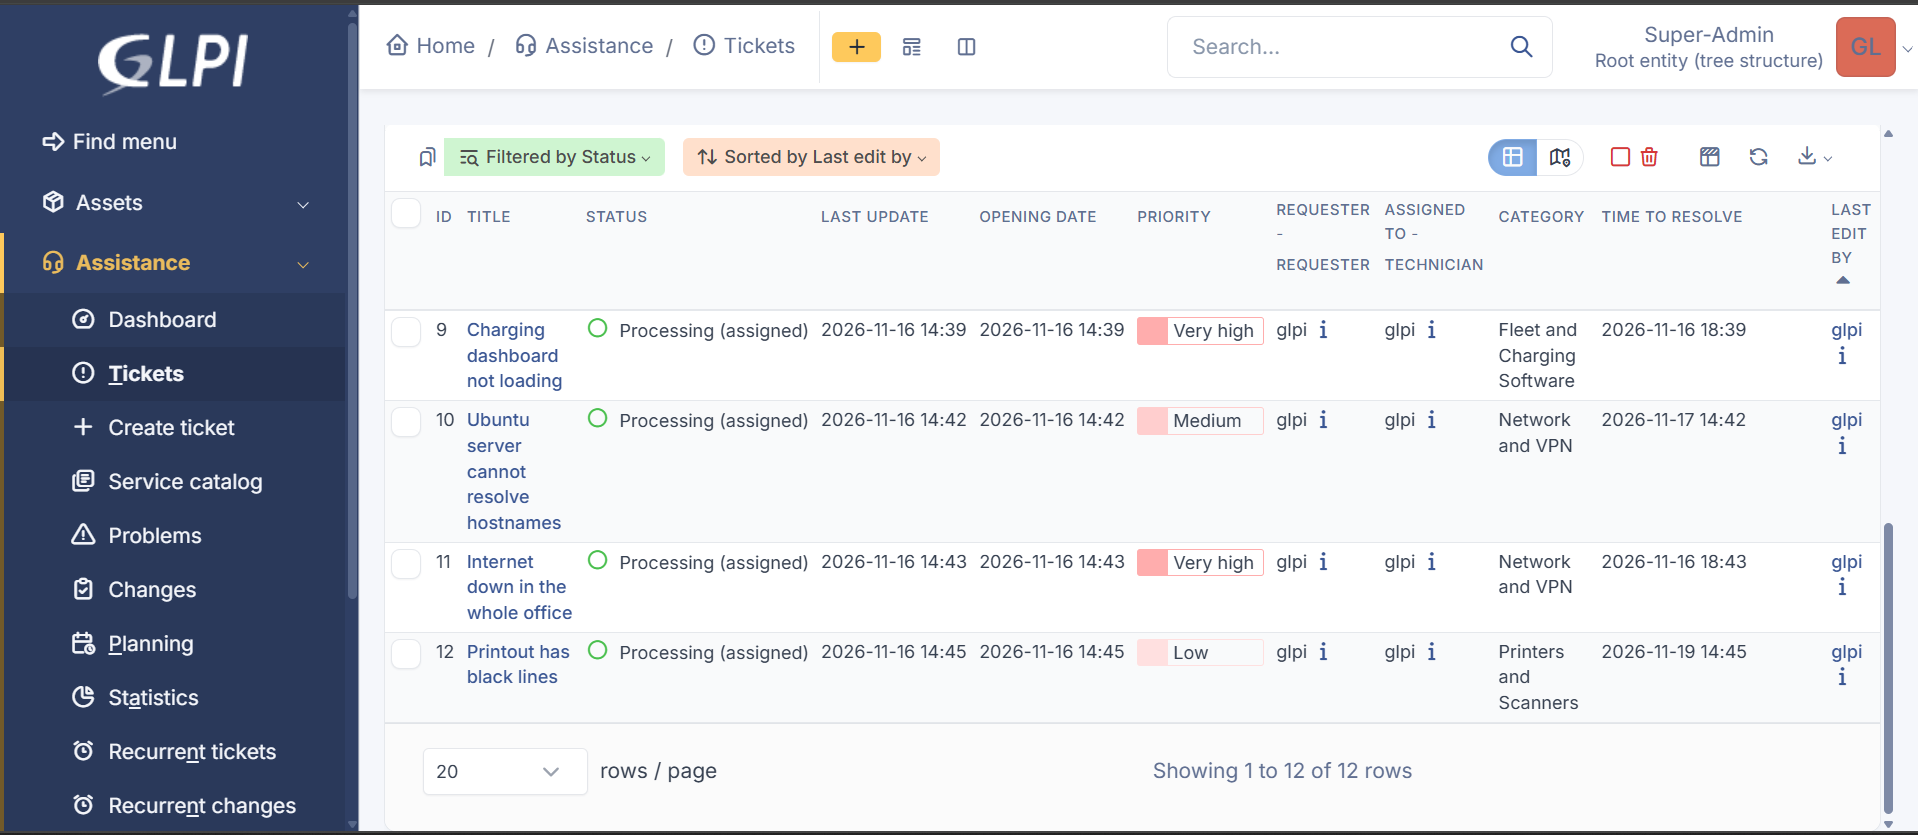 GLPI
Find menu
Assets
Assistance
Dashboard
Tickets
Create ticket
Service catalog
Problems
Changes
Planning
Statistics
Recurrent tickets
Recurrent changes
Home / Assistance / Tickets
+
Search...
Super-Admin
Root entity (tree structure)
GL
Filtered by Status
Sorted by Last edit by
ID TITLE STATUS LAST UPDATE OPENING DATE PRIORITY REQUESTER - REQUESTER ASSIGNED TO - TECHNICIAN CATEGORY TIME TO RESOLVE LAST EDIT BY
9 Charging dashboard not loading Processing (assigned) 2026-11-16 14:39 2026-11-16 14:39 Very high glpi i glpi i Fleet and Charging Software 2026-11-16 18:39 glpi i
10 Ubuntu server cannot resolve hostnames Processing (assigned) 2026-11-16 14:42 2026-11-16 14:42 Medium glpi i glpi i Network and VPN 2026-11-17 14:42 glpi i
11 Internet down in the whole office Processing (assigned) 2026-11-16 14:43 2026-11-16 14:43 Very high glpi i glpi i Network and VPN 2026-11-16 18:43 glpi i
12 Printout has black lines Processing (assigned) 2026-11-16 14:45 2026-11-16 14:45 Low glpi i glpi i Printers and Scanners 2026-11-19 14:45 glpi i
20 rows / page
Showing 1 to 12 of 12 rows